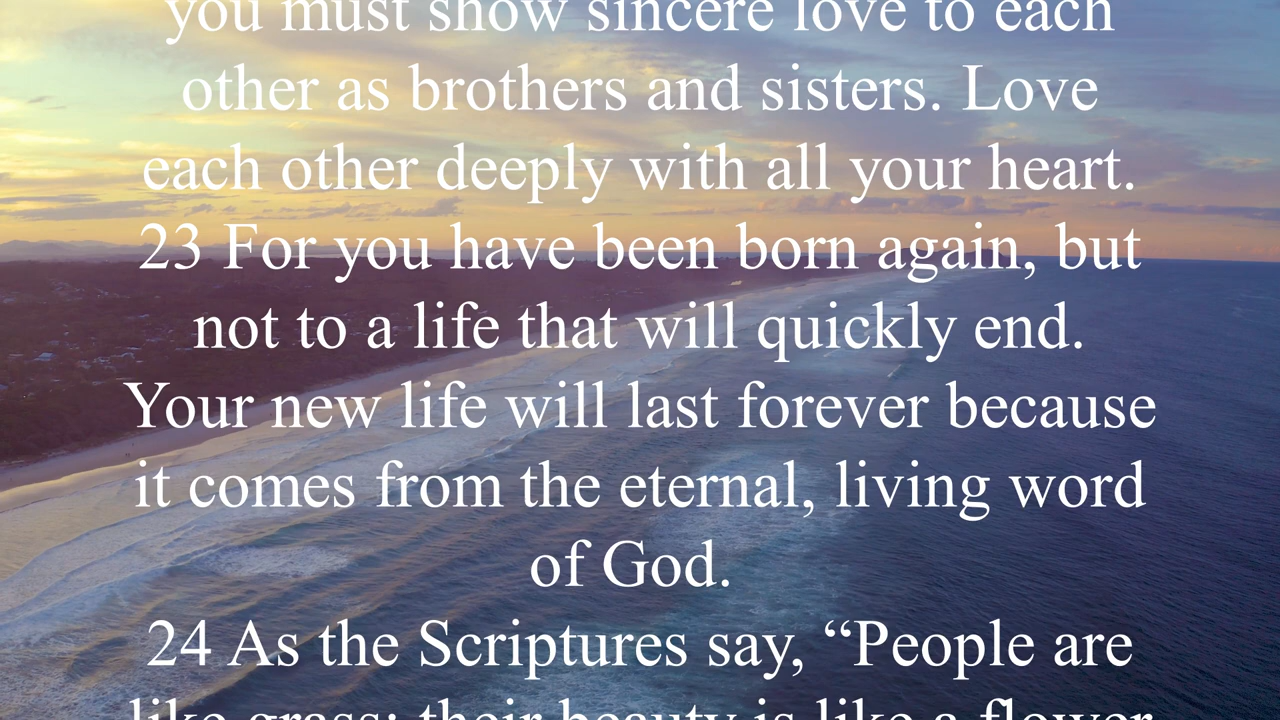 you must show sincere love to each
other as brothers and sisters. Love
each other deeply with all your heart.
23 For you have been born again, but
not to a life that will quickly end.
Your new life will last forever because
it comes from the eternal, living word
of God.
24 As the Scriptures say, “People are
like grass; their beauty is like a flower